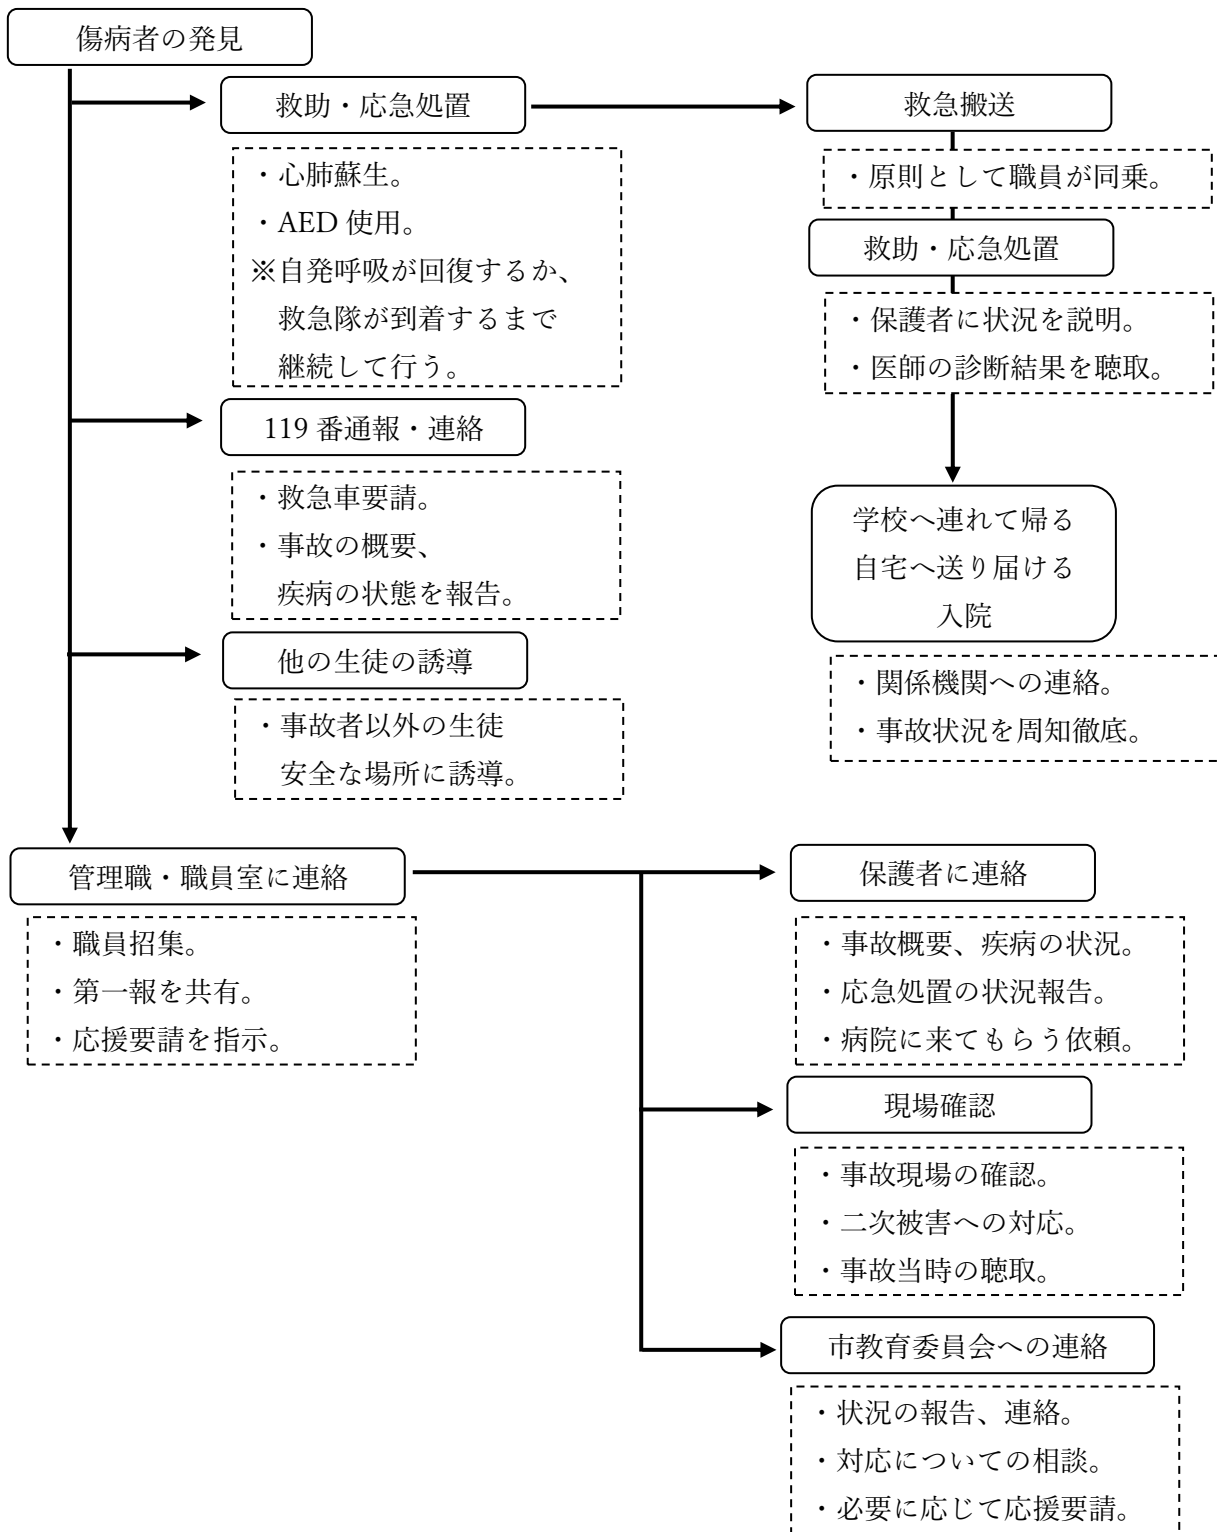 傷病者の発見
救助・応急処置
・心肺蘇生。
・AED 使用。
※自発呼吸が回復するか、
救急隊が到着するまで
継続して行う。
119 番通報・連絡
・救急車要請。
・事故の概要、
疾病の状態を報告。
他の生徒の誘導
・事故者以外の生徒
安全な場所に誘導。
救急搬送
・原則として職員が同乗。
救助・応急処置
・保護者に状況を説明。
・医師の診断結果を聴取。
学校へ連れて帰る
自宅へ送り届ける
入院
・関係機関への連絡。
・事故状況を周知徹底。
管理職・職員室に連絡
・職員招集。
・第一報を共有。
・応援要請を指示。
保護者に連絡
・事故概要、疾病の状況。
・応急処置の状況報告。
・病院に来てもらう依頼。
現場確認
・事故現場の確認。
・二次被害への対応。
・事故当時の聴取。
市教育委員会への連絡
・状況の報告、連絡。
・対応についての相談。
・必要に応じて応援要請。